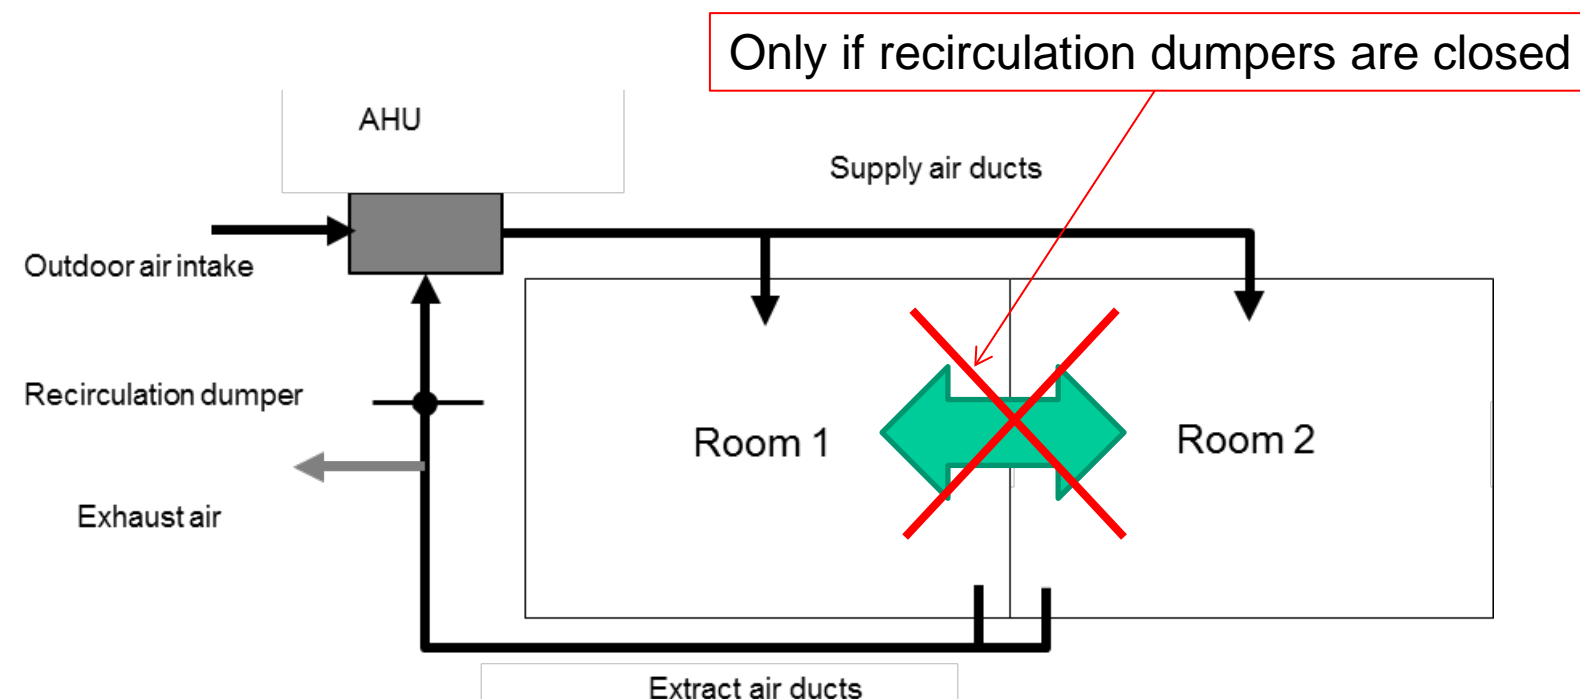 Only if recirculation dumpers are closed
AHU
Supply air ducts
Outdoor air intake
Recirculation dumper
Room 1
Room 2
Exhaust air
Extract air ducts